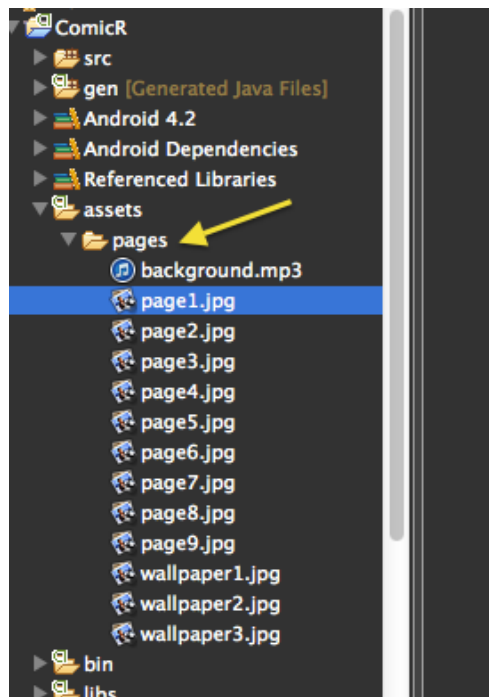 ComicR
src
gen [Generated Java Files]
Android 4.2
Android Dependencies
Referenced Libraries
assets
pages
background.mp3
page1.jpg
page2.jpg
page3.jpg
page4.jpg
page5.jpg
page6.jpg
page7.jpg
page8.jpg
page9.jpg
wallpaper1.jpg
wallpaper2.jpg
wallpaper3.jpg
bin
libs